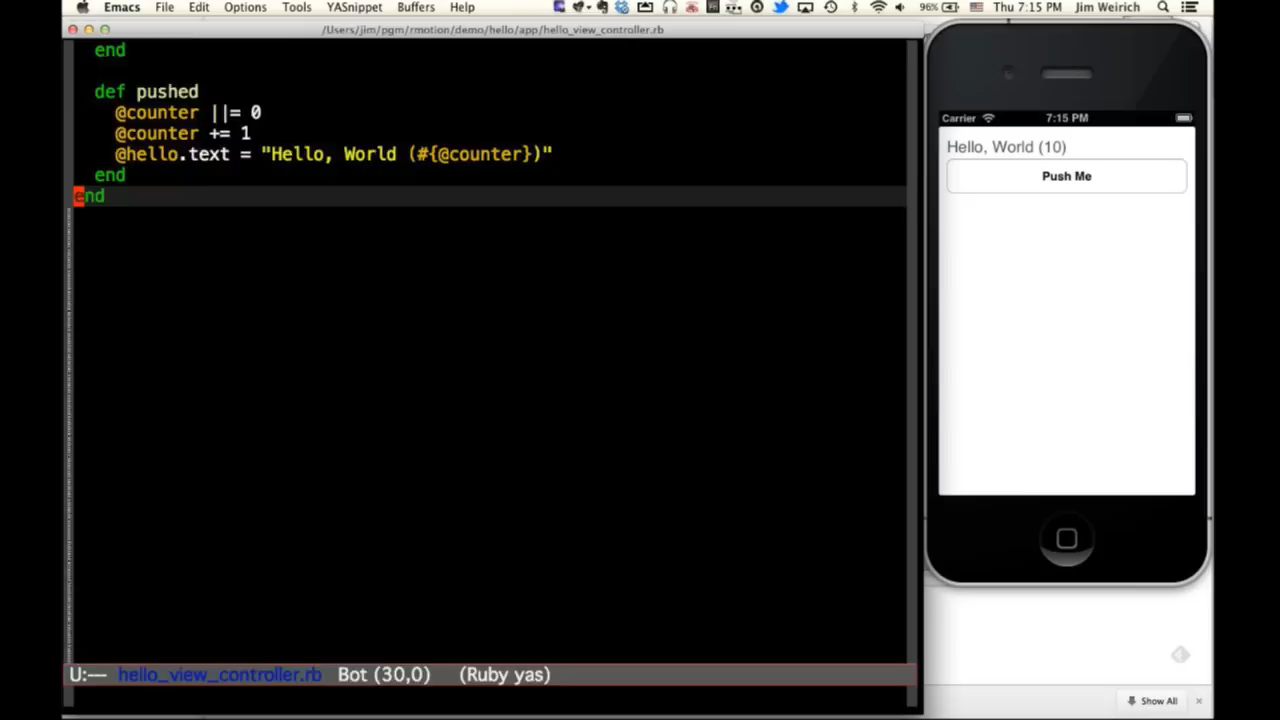 Emacs File Edit Options Tools YASnippet Buffers Help 96% Thu 7:15 PM Jim Weirich
/Users/jim/pgm/rmotion/demo/hello/app/hello_view_controller.rb
end
def pushed
@counter ||= 0
@counter += 1
@hello.text = "Hello, World (#{@counter})"
end
end
U:--- hello_view_controller.rb Bot (30,0) (Ruby yas)
Carrier 7:15 PM
Hello, World (10)
Push Me
Show All